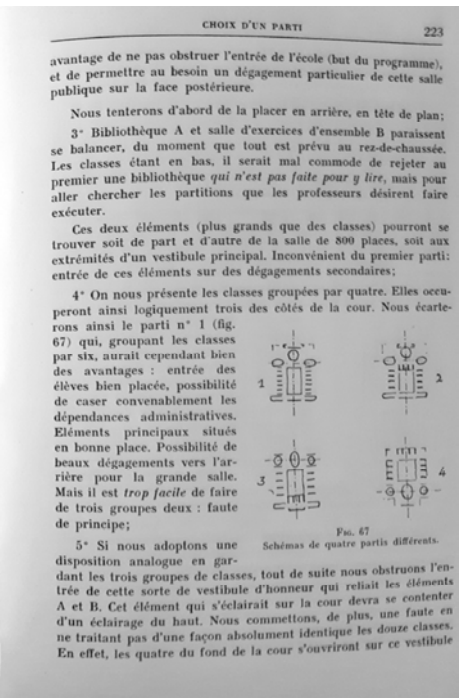 CHOIX D'UN PARTI
223
avantage de ne pas obstruer l'entrée de l'école (but du programme),
et de permettre au besoin un dégagement particulier de cette salle
publique sur la face postérieure.
Nous tenterons d'abord de la placer en arrière, en tête de plan;
3° Bibliothèque A et salle d'exercices d'ensemble B paraissent
se balancer, du moment que tout est prévu au rez-de-chaussée.
Les classes étant en bas, il serait mal commode de rejeter au
premier une bibliothèque qui n'est pas faite pour y lire, mais pour
aller chercher les partitions que les professeurs désirent faire
exécuter.
Ces deux éléments (plus grands que des classes) pourront se
trouver soit de part et d'autre de la salle de 800 places, soit aux
extrémités d'un vestibule principal. Inconvénient du premier parti:
entrée de ces éléments sur des dégagements secondaires;
4° On nous présente les classes groupées par quatre. Elles occu-
peront ainsi logiquement trois des côtés de la cour. Nous écarte-
rons ainsi le parti n° 1 (fig.
67) qui, groupant les classes
par six, aurait cependant bien
des avantages : entrée des
élèves bien placée, possibilité
de caser convenablement les
dépendances administratives.
Eléments principaux situés
en bonne place. Possibilité de
beaux dégagements vers l'ar-
rière pour la grande salle.
Mais il est trop facile de faire
de trois groupes deux : faute
de principe;
1
2
3
4
FIG. 67
Schémas de quatre partis différents.
5° Si nous adoptions une
disposition analogue en gar-
dant les trois groupes de classes, tout de suite nous obstruons l'en-
trée de cette sorte de vestibule d'honneur qui reliait les éléments
A et B. Cet élément qui s'éclairait sur la cour devra se contenter
d'un éclairage du haut. Nous commettons, de plus, une faute en
ne traitant pas d'une façon absolument identique les douze classes.
En effet, les quatre du fond de la cour s'ouvriront sur ce vestibule